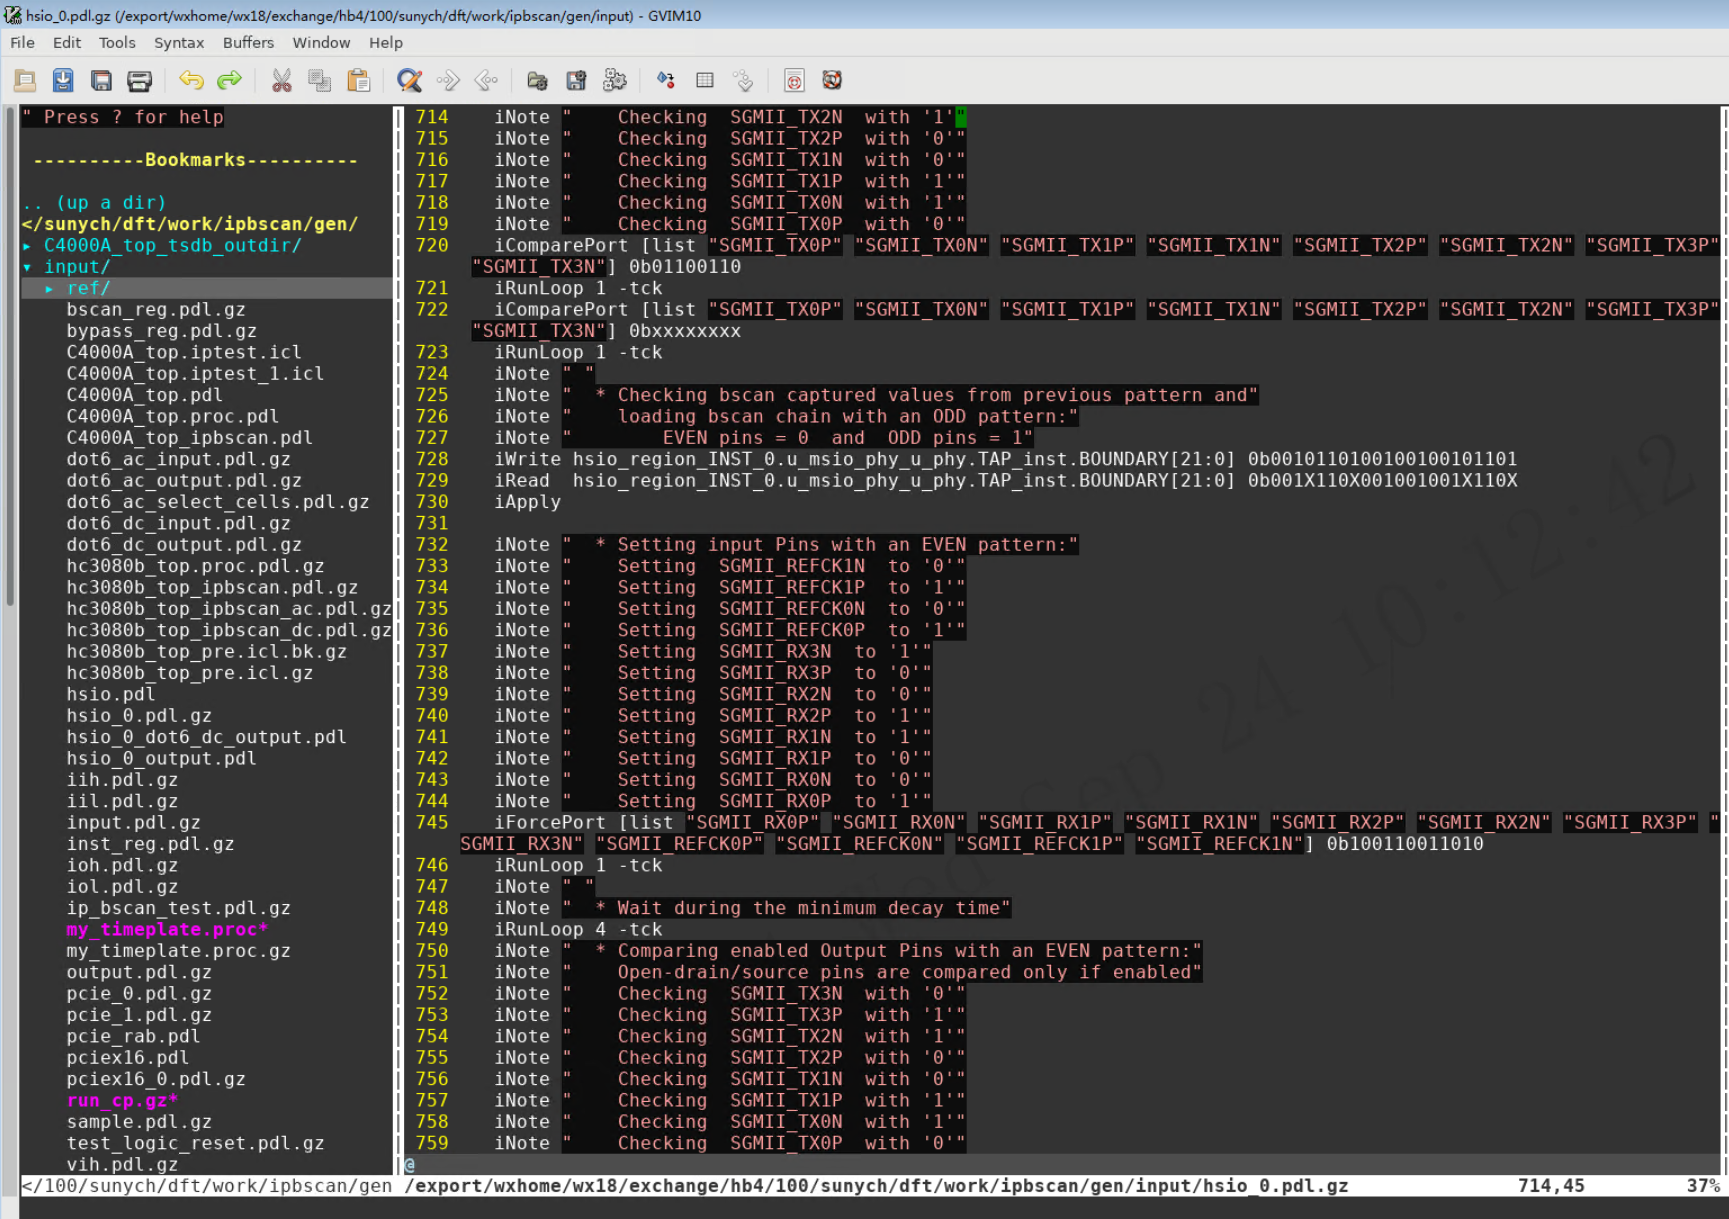 hsio_0.pdl.gz (/export/wxhome/wx18/exchange/hb4/100/sunych/dft/work/ipbscan/gen/input) - GVIM10
File Edit Tools Syntax Buffers Window Help
" Press ? for help
----------Bookmarks----------
.. (up a dir)
</sunych/dft/work/ipbscan/gen/
▸ C4000A_top_tsdb_outdir/
▾ input/
▸ ref/
bscan_reg.pdl.gz
bypass_reg.pdl.gz
C4000A_top.iptest.icl
C4000A_top.iptest_1.icl
C4000A_top.pdl
C4000A_top.proc.pdl
C4000A_top_ipbscan.pdl
dot6_ac_input.pdl.gz
dot6_ac_output.pdl.gz
dot6_ac_select_cells.pdl.gz
dot6_dc_input.pdl.gz
dot6_dc_output.pdl.gz
hc3080b_top.proc.pdl.gz
hc3080b_top_ipbscan.pdl.gz
hc3080b_top_ipbscan_ac.pdl.gz
hc3080b_top_ipbscan_dc.pdl.gz
hc3080b_top_pre.icl.bk.gz
hc3080b_top_pre.icl.gz
hsio.pdl
hsio_0.pdl.gz
hsio_0_dot6_dc_output.pdl
hsio_0_output.pdl
iih.pdl.gz
iil.pdl.gz
input.pdl.gz
inst_reg.pdl.gz
ioh.pdl.gz
iol.pdl.gz
ip_bscan_test.pdl.gz
my_timeplate.proc*
my_timeplate.proc.gz
output.pdl.gz
pcie_0.pdl.gz
pcie_1.pdl.gz
pcie_rab.pdl
pciex16.pdl
pciex16_0.pdl.gz
run_cp.gz*
sample.pdl.gz
test_logic_reset.pdl.gz
vih.pdl.gz
714 iNote " Checking SGMII_TX2N with '1'"
715 iNote " Checking SGMII_TX2P with '0'"
716 iNote " Checking SGMII_TX1N with '0'"
717 iNote " Checking SGMII_TX1P with '1'"
718 iNote " Checking SGMII_TX0N with '1'"
719 iNote " Checking SGMII_TX0P with '0'"
720 iComparePort [list "SGMII_TX0P" "SGMII_TX0N" "SGMII_TX1P" "SGMII_TX1N" "SGMII_TX2P" "SGMII_TX2N" "SGMII_TX3P"
"SGMII_TX3N"] 0b01100110
721 iRunLoop 1 -tck
722 iComparePort [list "SGMII_TX0P" "SGMII_TX0N" "SGMII_TX1P" "SGMII_TX1N" "SGMII_TX2P" "SGMII_TX2N" "SGMII_TX3P"
"SGMII_TX3N"] 0bxxxxxxxx
723 iRunLoop 1 -tck
724 iNote " "
725 iNote " * Checking bscan captured values from previous pattern and"
726 iNote " loading bscan chain with an ODD pattern:"
727 iNote " EVEN pins = 0 and ODD pins = 1"
728 iWrite hsio_region_INST_0.u_msio_phy_u_phy.TAP_inst.BOUNDARY[21:0] 0b0010110100100100101101
729 iRead hsio_region_INST_0.u_msio_phy_u_phy.TAP_inst.BOUNDARY[21:0] 0b001X110X001001001X110X
730 iApply
731
732 iNote " * Setting input Pins with an EVEN pattern:"
733 iNote " Setting SGMII_REFCK1N to '0'"
734 iNote " Setting SGMII_REFCK1P to '1'"
735 iNote " Setting SGMII_REFCK0N to '0'"
736 iNote " Setting SGMII_REFCK0P to '1'"
737 iNote " Setting SGMII_RX3N to '1'"
738 iNote " Setting SGMII_RX3P to '0'"
739 iNote " Setting SGMII_RX2N to '0'"
740 iNote " Setting SGMII_RX2P to '1'"
741 iNote " Setting SGMII_RX1N to '1'"
742 iNote " Setting SGMII_RX1P to '0'"
743 iNote " Setting SGMII_RX0N to '0'"
744 iNote " Setting SGMII_RX0P to '1'"
745 iForcePort [list "SGMII_RX0P" "SGMII_RX0N" "SGMII_RX1P" "SGMII_RX1N" "SGMII_RX2P" "SGMII_RX2N" "SGMII_RX3P" "
SGMII_RX3N" "SGMII_REFCK0P" "SGMII_REFCK0N" "SGMII_REFCK1P" "SGMII_REFCK1N"] 0b100110011010
746 iRunLoop 1 -tck
747 iNote " "
748 iNote " * Wait during the minimum decay time"
749 iRunLoop 4 -tck
750 iNote " * Comparing enabled Output Pins with an EVEN pattern:"
751 iNote " Open-drain/source pins are compared only if enabled"
752 iNote " Checking SGMII_TX3N with '0'"
753 iNote " Checking SGMII_TX3P with '1'"
754 iNote " Checking SGMII_TX2N with '1'"
755 iNote " Checking SGMII_TX2P with '0'"
756 iNote " Checking SGMII_TX1N with '0'"
757 iNote " Checking SGMII_TX1P with '1'"
758 iNote " Checking SGMII_TX0N with '1'"
759 iNote " Checking SGMII_TX0P with '0'"
@
Wed Sep 24 10:12:42
</100/sunych/dft/work/ipbscan/gen /export/wxhome/wx18/exchange/hb4/100/sunych/dft/work/ipbscan/gen/input/hsio_0.pdl.gz 714,45 37%